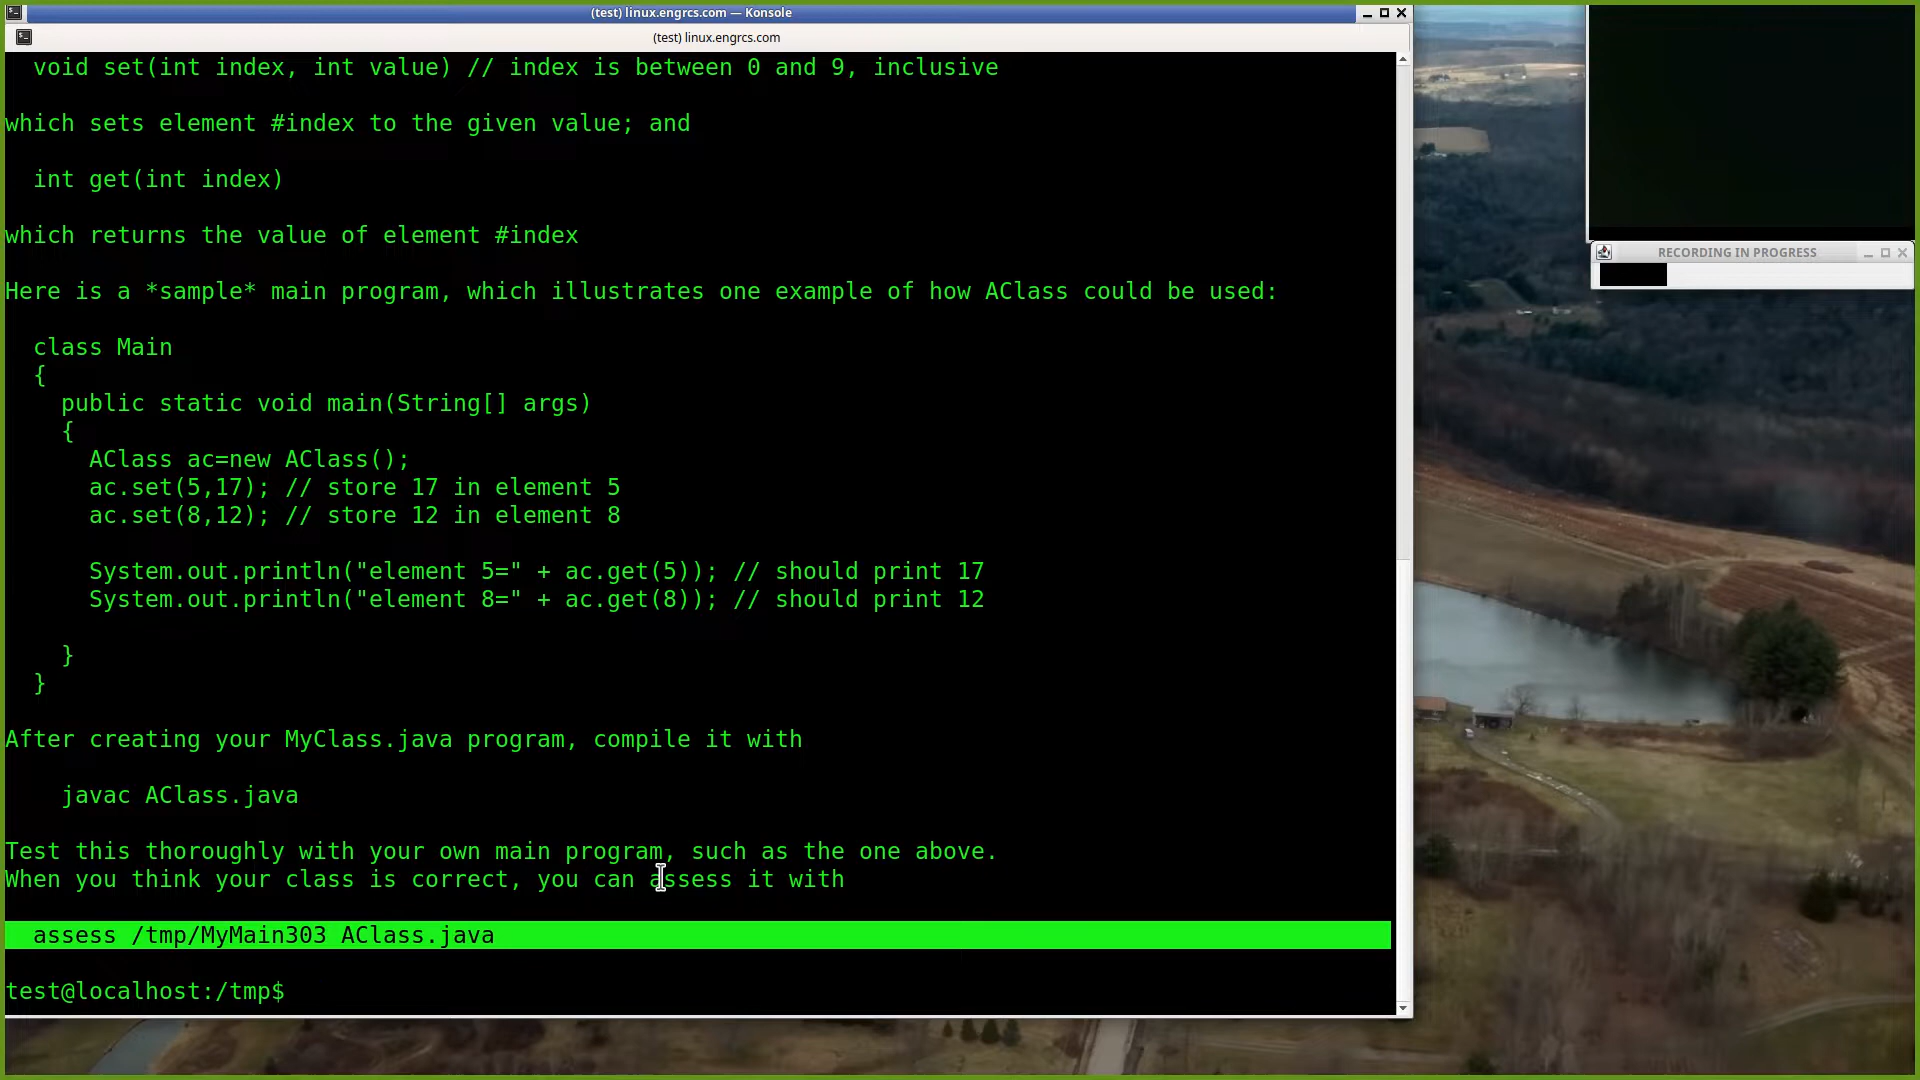 (test) linux.engrcs.com — Konsole
(test) linux.engrcs.com
void set(int index, int value) // index is between 0 and 9, inclusive
which sets element #index to the given value; and
int get(int index)
which returns the value of element #index
Here is a *sample* main program, which illustrates one example of how AClass could be used:
class Main
{
public static void main(String[] args)
{
AClass ac=new AClass();
ac.set(5,17); // store 17 in element 5
ac.set(8,12); // store 12 in element 8
System.out.println("element 5=" + ac.get(5)); // should print 17
System.out.println("element 8=" + ac.get(8)); // should print 12
}
}
After creating your MyClass.java program, compile it with
javac AClass.java
Test this thoroughly with your own main program, such as the one above.
When you think your class is correct, you can assess it with
assess /tmp/MyMain303 AClass.java
test@localhost:/tmp$
RECORDING IN PROGRESS